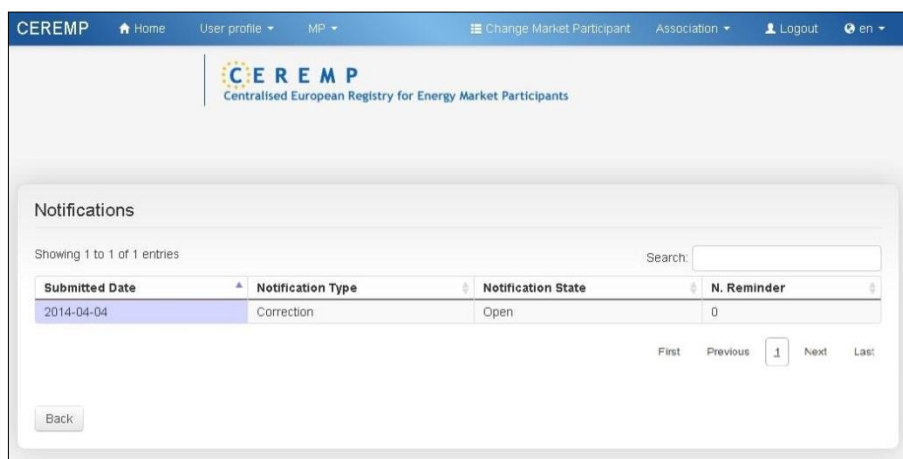 CEREMP Home User profile MP Change Market Participant Association Logout en
CEREMP
Centralised European Registry for Energy Market Participants
Notifications
Showing 1 to 1 of 1 entries Search:
Submitted Date Notification Type Notification State N. Reminder
2014-04-04 Correction Open 0
First Previous 1 Next Last
Back